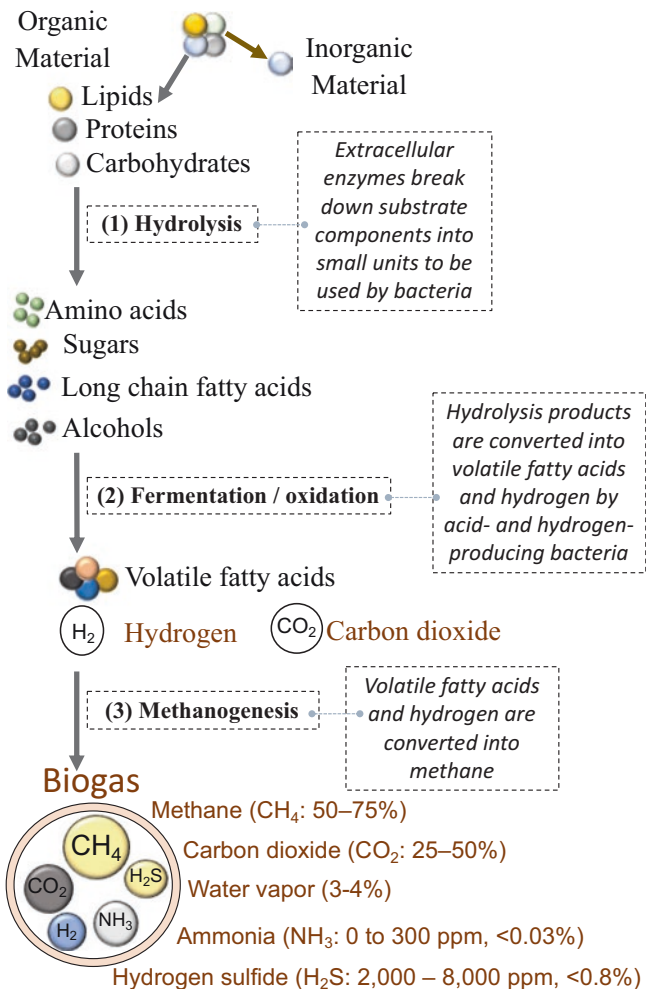 Organic
Material
Inorganic
Material
Lipids
Proteins
Carbohydrates
(1) Hydrolysis
Extracellular
enzymes break
down substrate
components into
small units to be
used by bacteria
Amino acids
Sugars
Long chain fatty acids
Alcohols
(2) Fermentation / oxidation
Hydrolysis products
are converted into
volatile fatty acids
and hydrogen by
acid- and hydrogen-
producing bacteria
Volatile fatty acids
H₂
Hydrogen
CO₂
Carbon dioxide
(3) Methanogenesis
Volatile fatty acids
and hydrogen are
converted into
methane
Biogas
CH₄
CO₂
H₂S
H₂
NH₃
Methane (CH₄: 50–75%)
Carbon dioxide (CO₂: 25–50%)
Water vapor (3-4%)
Ammonia (NH₃: 0 to 300 ppm, <0.03%)
Hydrogen sulfide (H₂S: 2,000 – 8,000 ppm, <0.8%)